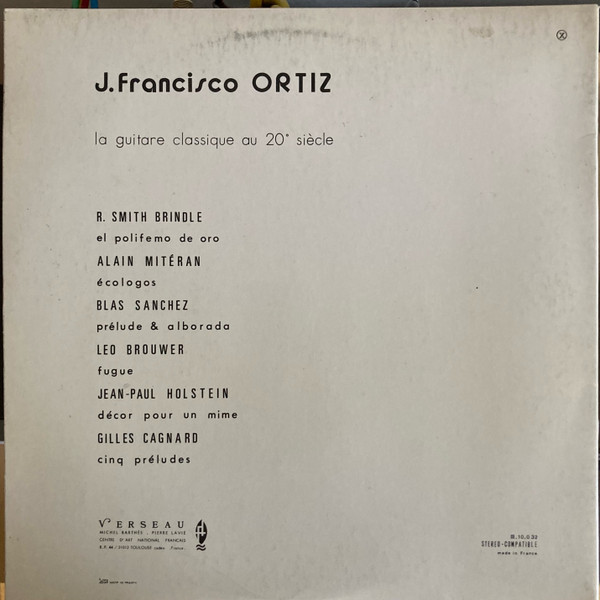 J. Francisco ORTIZ
la guitare classique au 20° siècle
R. SMITH BRINDLE
el polifemo de oro
ALAIN MITÉRAN
écologos
BLAS SANCHEZ
prélude & alborada
LEO BROUWER
fugue
JEAN-PAUL HOLSTEIN
décor pour un mime
GILLES CAGNARD
cinq préludes
VERSEAU
MICHEL BARTHÈS - PIERRE LAVIE
CENTRE D'ART NATIONAL FRANÇAIS
STEREO-COMPATIBLE
made in France